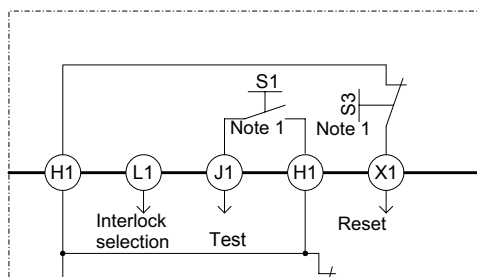 S1
S3
Note 1
Note 1
H1
L1
J1
H1
X1
Interlock
selection
Test
Reset